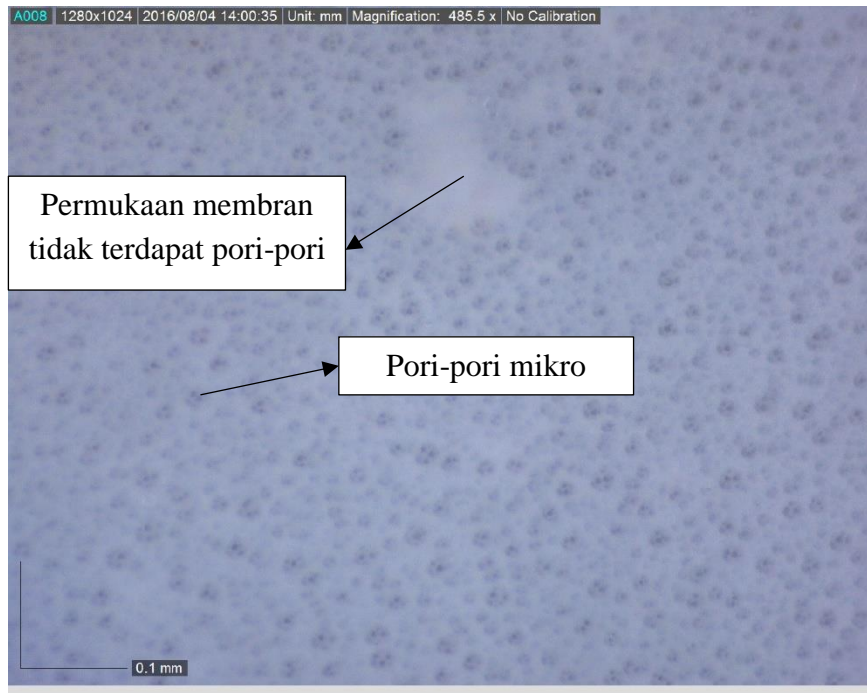 A008 1280x1024 2016/08/04 14:00:35 Unit: mm Magnification: 485.5 x No Calibration
Permukaan membran
tidak terdapat pori-pori
Pori-pori mikro
0.1 mm